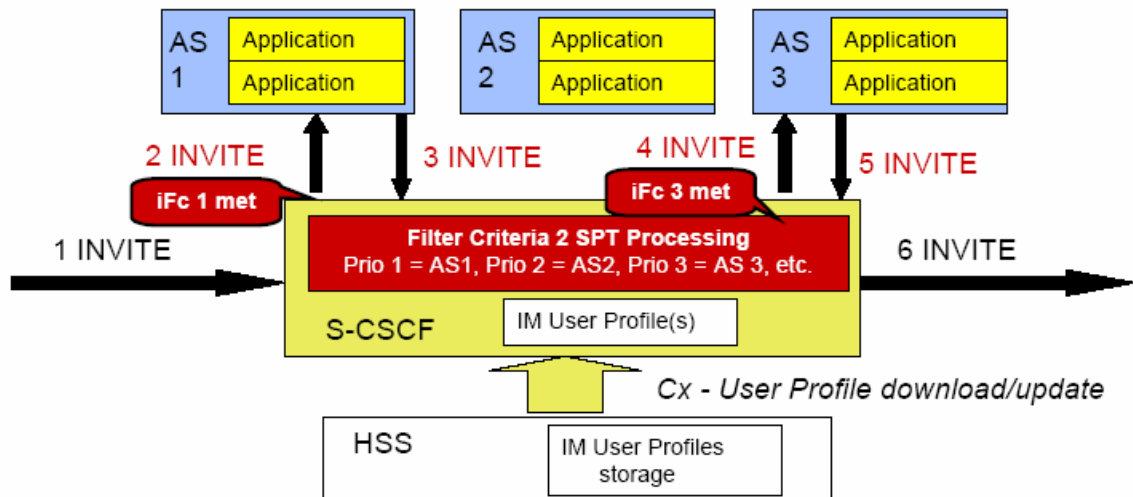 AS 1
Application
Application
AS 2
Application
Application
AS 3
Application
Application
2 INVITE
3 INVITE
4 INVITE
5 INVITE
iFc 1 met
iFc 3 met
1 INVITE
Filter Criteria 2 SPT Processing
Prio 1 = AS1, Prio 2 = AS2, Prio 3 = AS 3, etc.
6 INVITE
S-CSCF
IM User Profile(s)
Cx - User Profile download/update
HSS
IM User Profiles
storage